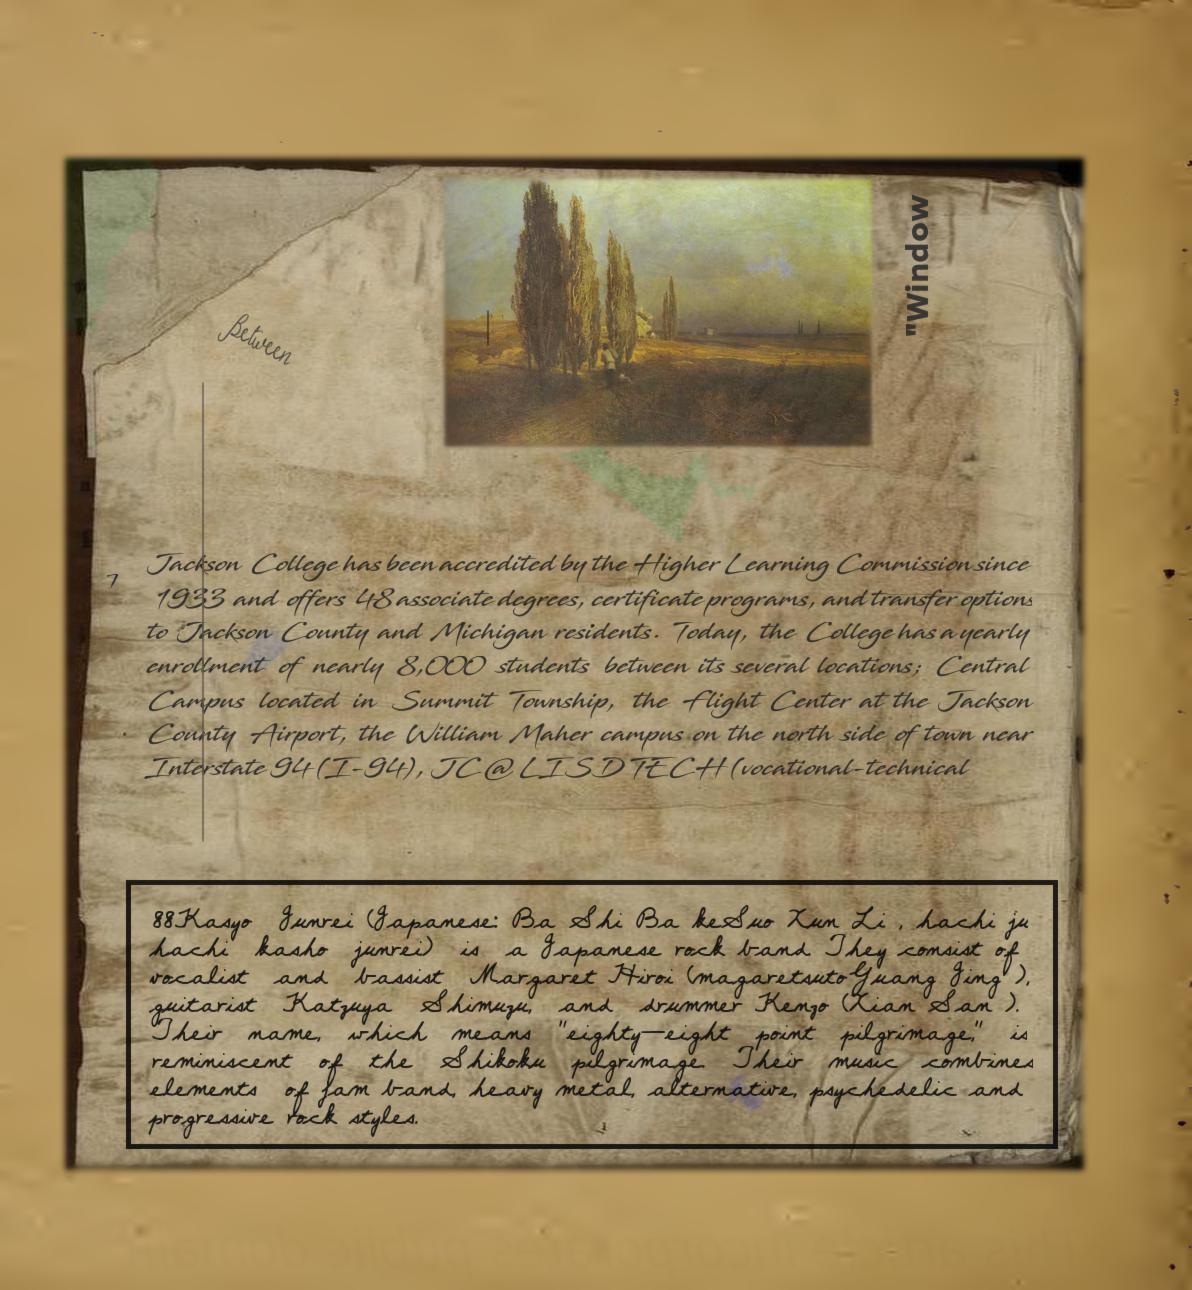 "Window
Between
7
Jackson College has been accredited by the Higher Learning Commission since
1933 and offers 48 associate degrees, certificate programs, and transfer options
to Jackson County and Michigan residents. Today, the College has a yearly
enrollment of nearly 8,000 students between its several locations; Central
Campus located in Summit Township, the Flight Center at the Jackson
County Airport, the William Maher campus on the north side of town near
Interstate 94 (I-94), JC @ LISD TECH (vocational-technical
88Kasyo Junrei (Japanese: Ba Shi Ba keSuo Xun Li , hachi ju
hachi kasho junrei) is a Japanese rock band They consist of
vocalist and bassist Margaret Hiroi (magaretsutoGuang Jing ),
guitarist Katzuya Shimuzu, and drummer Kenzo (Xian San ).
Their name, which means "eighty-eight point pilgrimage," is
reminiscent of the Shikoku pilgrimage Their music combines
elements of jam band, heavy metal, alternative, psychedelic and
progressive rock styles.